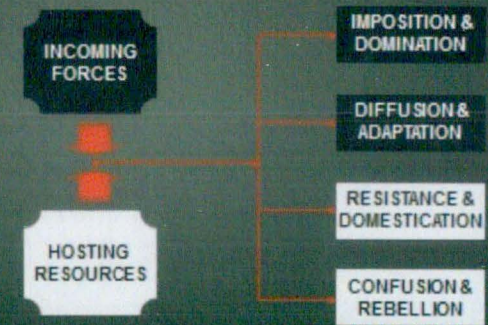 INCOMING
FORCES
HOSTING
RESOURCES
IMPOSITION &
DOMINATION
DIFFUSION &
ADAPTATION
RESISTANCE &
DOMESTICATION
CONFUSION &
REBELLION